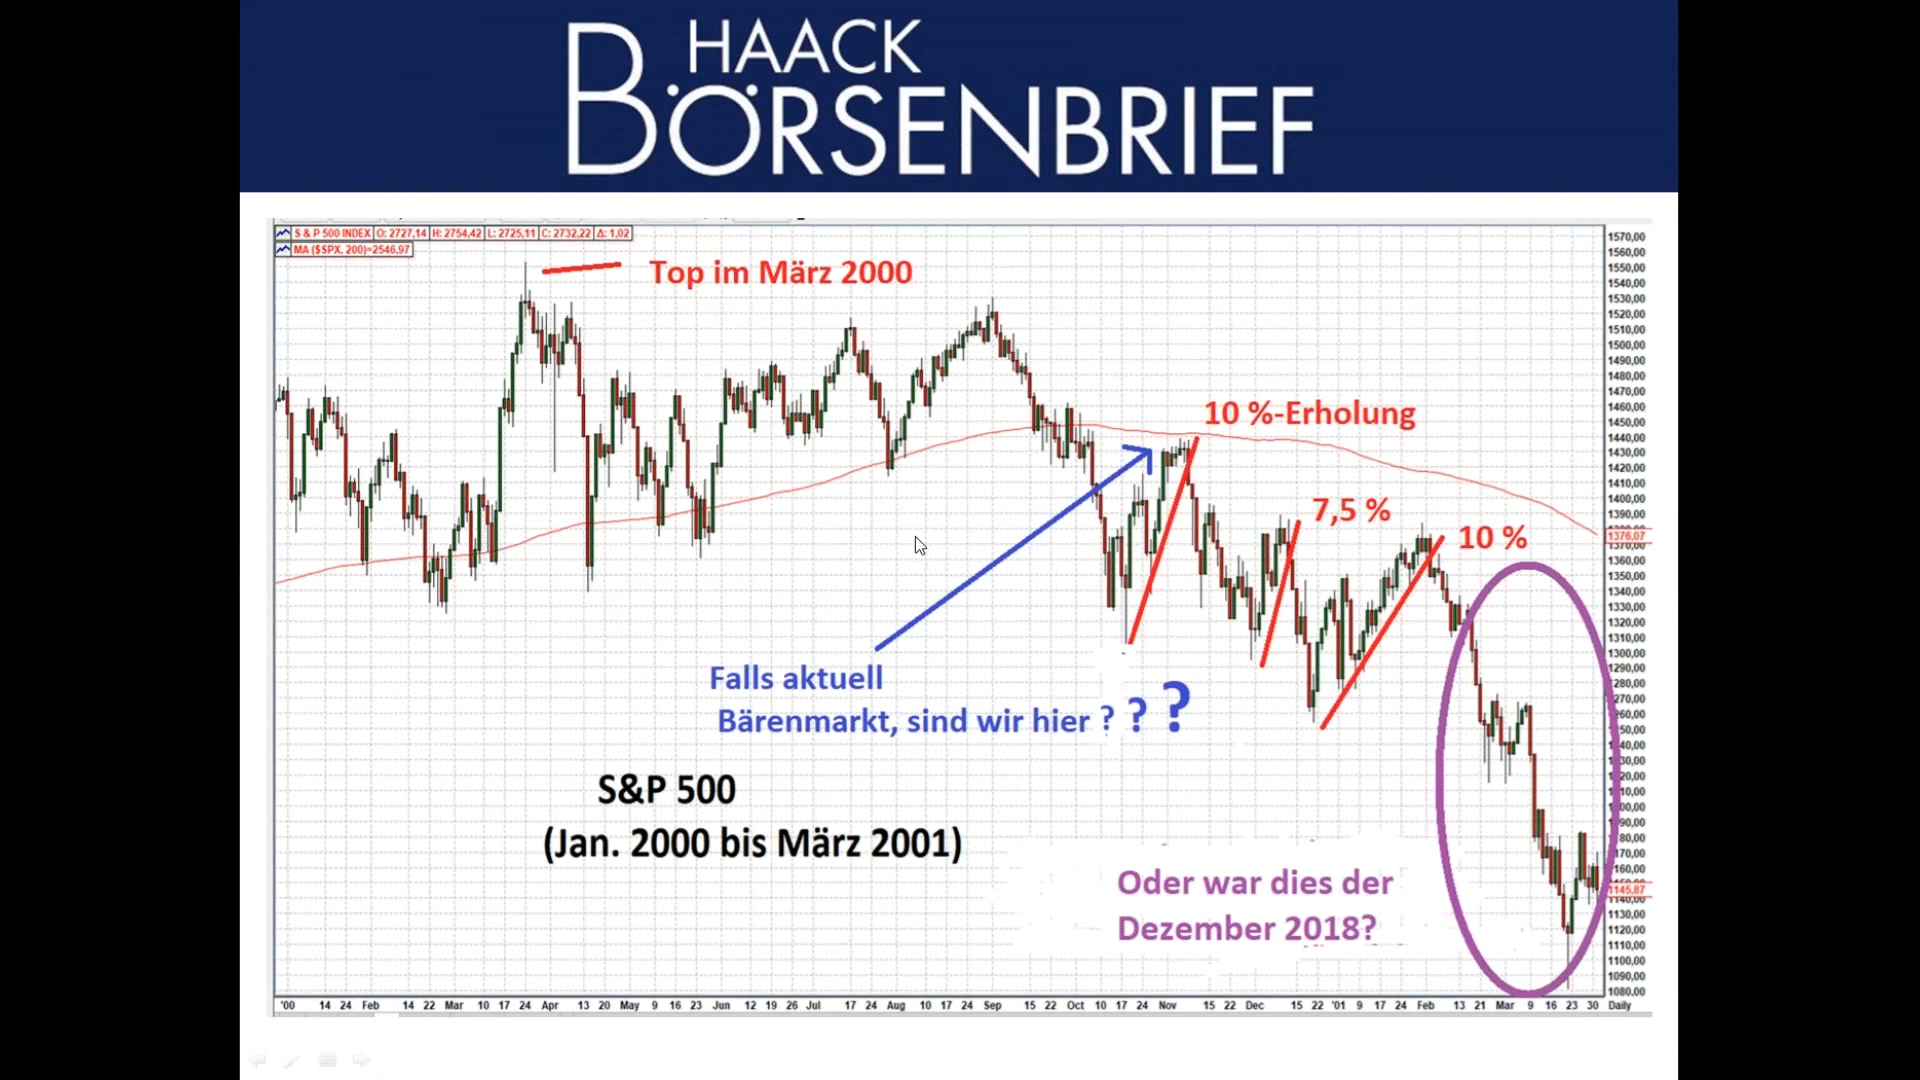 HAACK
BÖRSENBRIEF
S & P 500 INDEX O: 2727,14 H: 2754,42 L: 2725,11 C: 2732,22 Δ: 1,02
MA ($SPX, 200)=2546,97
Top im März 2000
10 %-Erholung
7,5 %
10 %
Falls aktuell
Bärenmarkt, sind wir hier ? ? ?
S&P 500
(Jan. 2000 bis März 2001)
Oder war dies der
Dezember 2018?
1570,00
1560,00
1550,00
1540,00
1530,00
1520,00
1510,00
1500,00
1490,00
1480,00
1470,00
1460,00
1450,00
1440,00
1430,00
1420,00
1410,00
1400,00
1390,00
1376,07
1370,00
1360,00
1350,00
1340,00
1330,00
1320,00
1310,00
1300,00
1290,00
1145,87
1130,00
1120,00
1110,00
1100,00
1090,00
1080,00
'00 14 24 Feb 14 22 Mar 10 17 24 Apr 13 20 May 9 16 23 Jun 12 19 26 Jul 17 24 Aug 10 17 24 Sep 15 22 Oct 10 17 24 Nov 15 22 Dec 15 22 '01 9 17 24 Feb 13 21 Mar 9 16 23 30 Daily